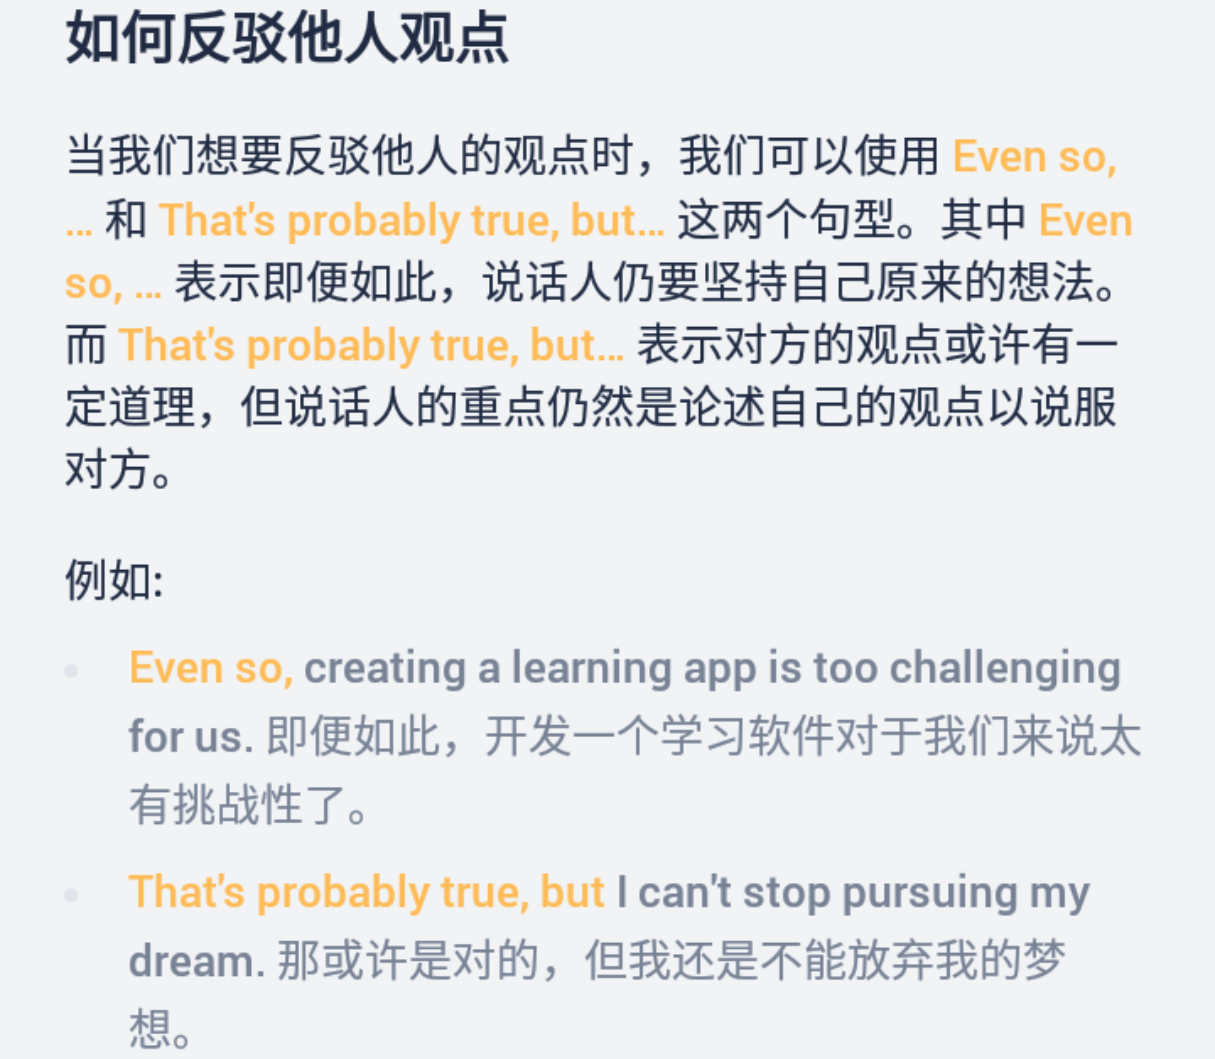 如何反驳他人观点
当我们想要反驳他人的观点时，我们可以使用 Even so,
... 和 That's probably true, but... 这两个句型。其中 Even
so, ... 表示即便如此，说话人仍要坚持自己原来的想法。
而 That's probably true, but... 表示对方的观点或许有一
定道理，但说话人的重点仍然是论述自己的观点以说服
对方。
例如:
Even so, creating a learning app is too challenging
for us. 即便如此，开发一个学习软件对于我们来说太
有挑战性了。
That's probably true, but I can't stop pursuing my
dream. 那或许是对的，但我还是不能放弃我的梦
想。